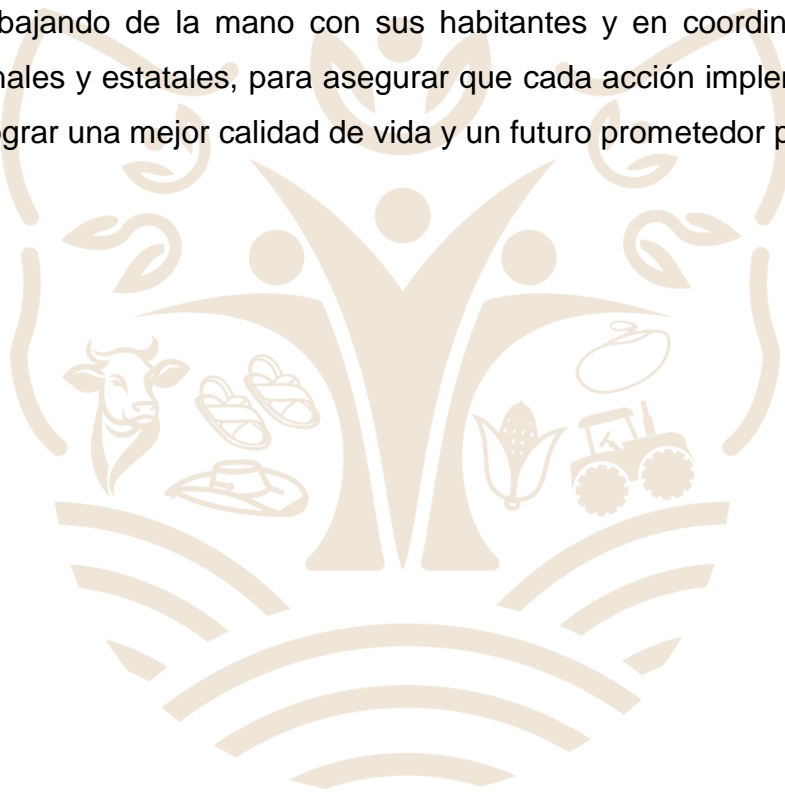 bajando de la mano con sus habitantes y en coordin
nales y estatales, para asegurar que cada acción imple
grar una mejor calidad de vida y un futuro prometedor